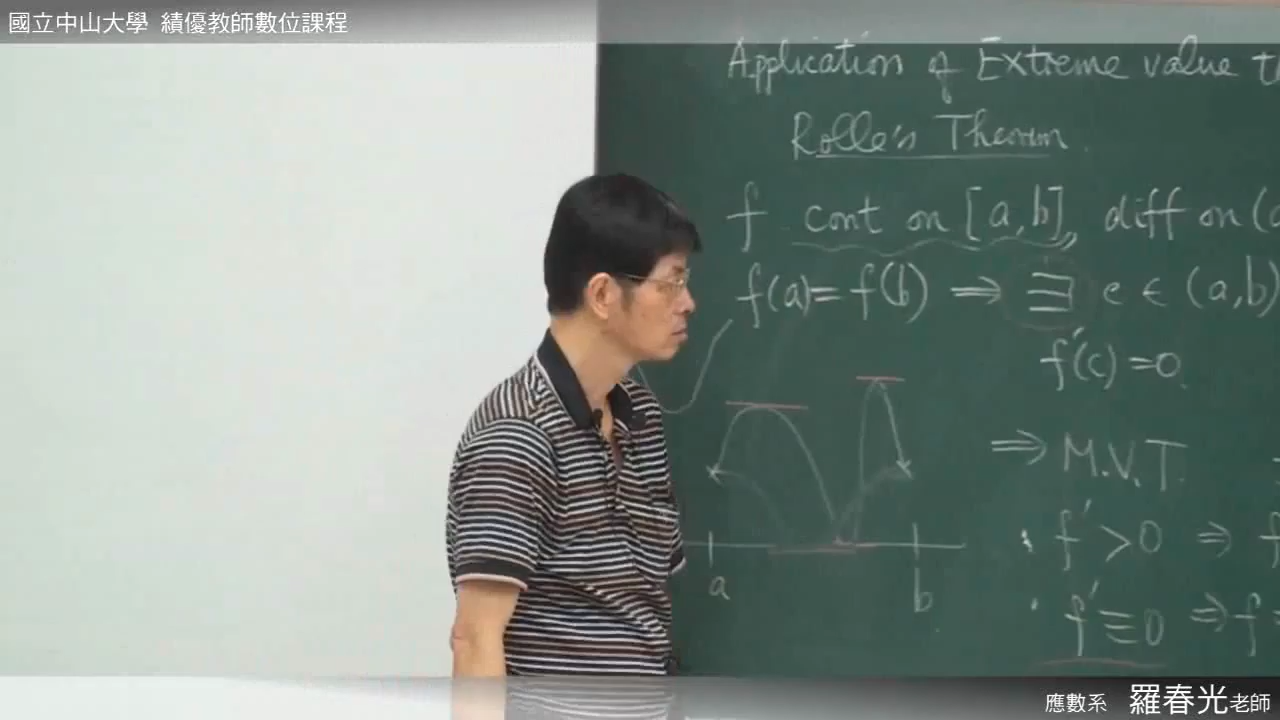 國立中山大學 績優教師數位課程
Application of Extreme value th
Rolle's Theorem
f cont on [a,b], diff on (a
f(a)=f(b) ⇒ ∃ c ∈ (a,b)
f'(c)=0.
⇒ M.V.T.
· f'>0 ⇒ f
a b
· f'≡0 ⇒ f
應數系 羅春光老師